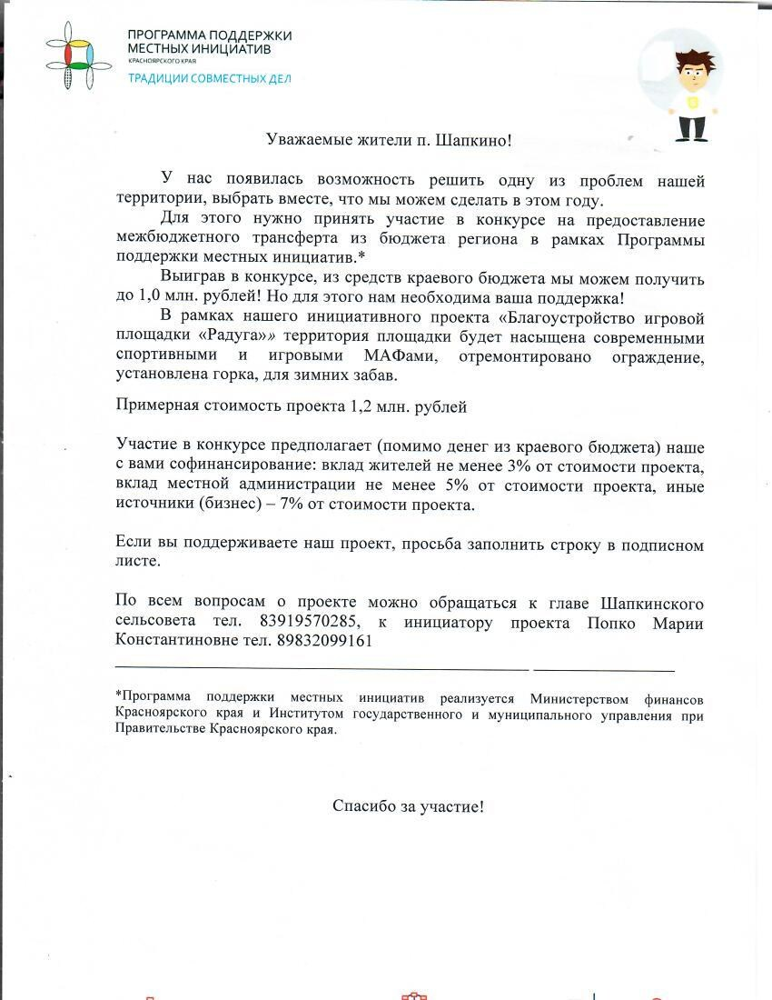 ПРОГРАММА ПОДДЕРЖКИ
МЕСТНЫХ ИНИЦИАТИВ
КРАСНОЯРСКОГО КРАЯ
ТРАДИЦИИ СОВМЕСТНЫХ ДЕЛ
Уважаемые жители п. Шапкино!
У нас появилась возможность решить одну из проблем нашей
территории, выбрать вместе, что мы можем сделать в этом году.
Для этого нужно принять участие в конкурсе на предоставление
межбюджетного трансферта из бюджета региона в рамках Программы
поддержки местных инициатив.*
Выиграв в конкурсе, из средств краевого бюджета мы можем получить
до 1,0 млн. рублей! Но для этого нам необходима ваша поддержка!
В рамках нашего инициативного проекта «Благоустройство игровой
площадки «Радуга»» территория площадки будет насыщена современными
спортивными и игровыми МАФами, отремонтировано ограждение,
установлена горка, для зимних забав.
Примерная стоимость проекта 1,2 млн. рублей
Участие в конкурсе предполагает (помимо денег из краевого бюджета) наше
с вами софинансирование: вклад жителей не менее 3% от стоимости проекта,
вклад местной администрации не менее 5% от стоимости проекта, иные
источники (бизнес) – 7% от стоимости проекта.
Если вы поддерживаете наш проект, просьба заполнить строку в подписном
листе.
По всем вопросам о проекте можно обращаться к главе Шапкинского
сельсовета тел. 83919570285, к инициатору проекта Попко Марии
Константиновне тел. 89832099161
*Программа поддержки местных инициатив реализуется Министерством финансов
Красноярского края и Институтом государственного и муниципального управления при
Правительстве Красноярского края.
Спасибо за участие!